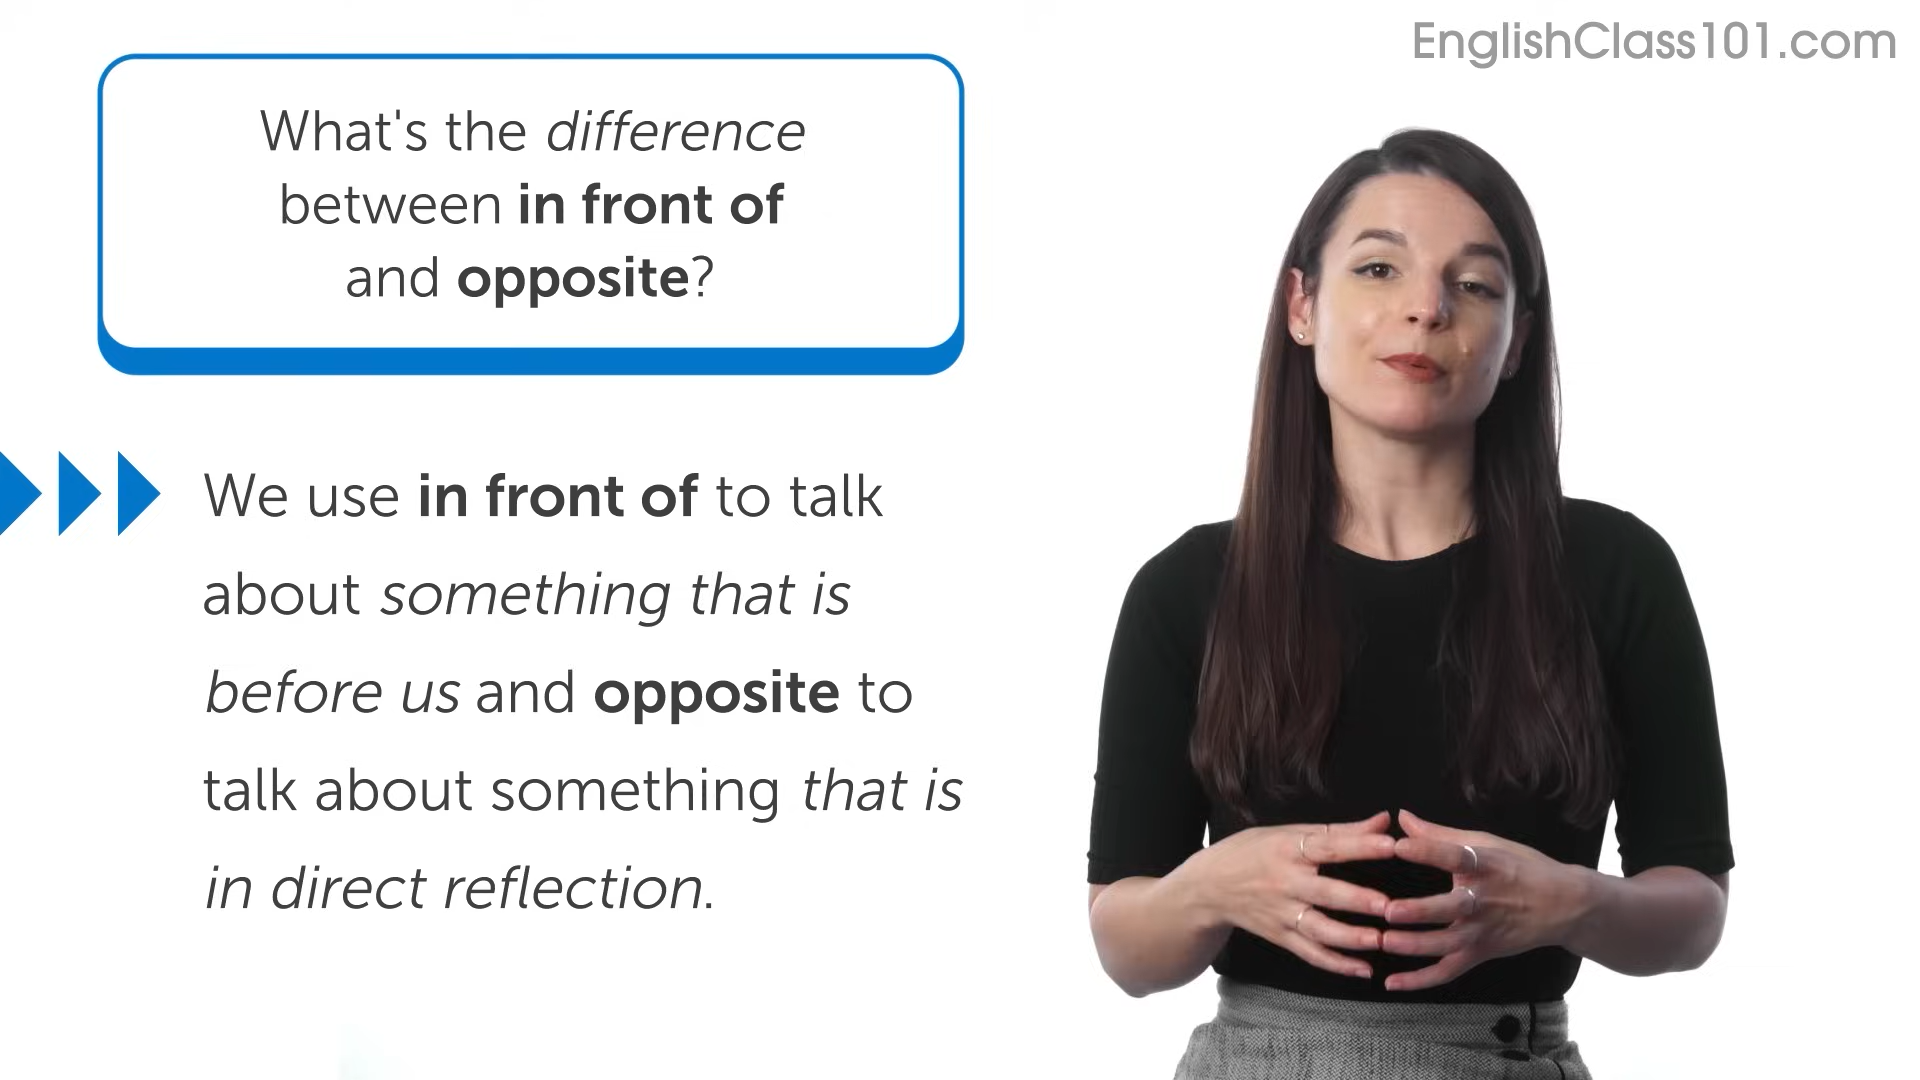 EnglishClass101.com
What's the difference
between in front of
and opposite?
We use in front of to talk
about something that is
before us and opposite to
talk about something that is
in direct reflection.